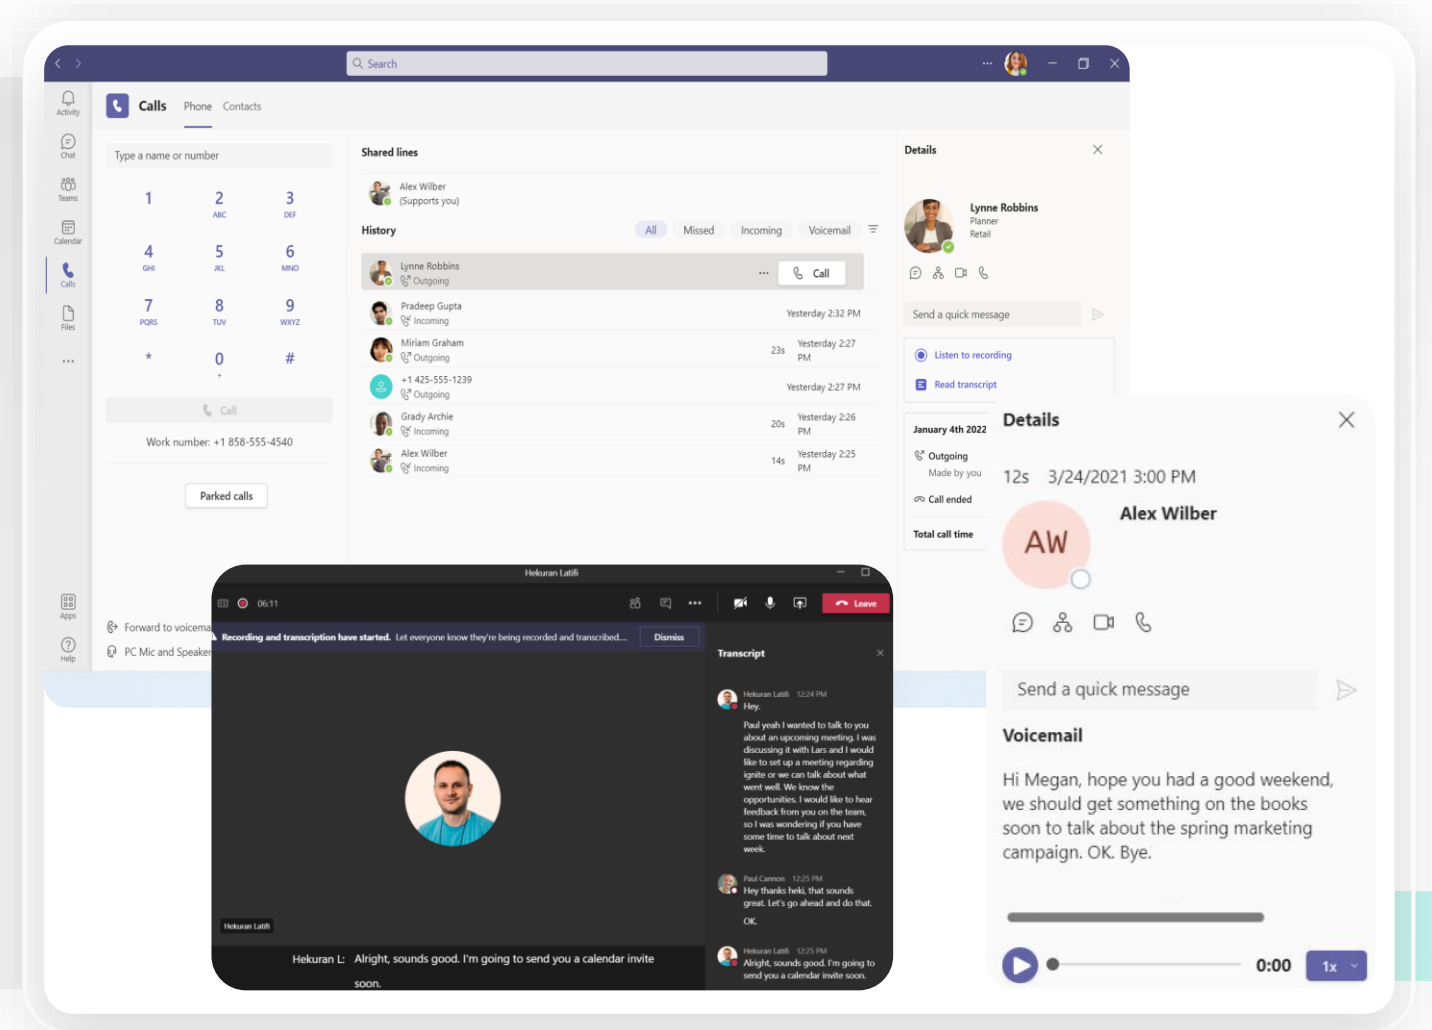 Search
Activity
Chat
Teams
Calendar
Calls
Files
Apps
Help
Calls
Phone
Contacts
Type a name or number
1
2
ABC
3
DEF
4
GHI
5
JKL
6
MNO
7
PQRS
8
TUV
9
WXYZ
*
0
+
#
Call
Work number: +1 858-555-4540
Parked calls
Forward to voicema
PC Mic and Speaker
Shared lines
Alex Wilber
(Supports you)
History
All
Missed
Incoming
Voicemail
Lynne Robbins
Outgoing
Call
Pradeep Gupta
Incoming
Yesterday 2:32 PM
Miriam Graham
Outgoing
23s
Yesterday 2:27
PM
+1 425-555-1239
Outgoing
Yesterday 2:27 PM
Grady Archie
Incoming
20s
Yesterday 2:26
PM
Alex Wilber
Incoming
14s
Yesterday 2:25
PM
Details
Lynne Robbins
Planner
Retail
Send a quick message
Listen to recording
Read transcript
January 4th 2022
Outgoing
Made by you
Call ended
Total call time
Hekuran Latifi
06:11
Leave
Recording and transcription have started. Let everyone know they're being recorded and transcribed....
Dismiss
Hekuran Latifi
Hekuran L: Alright, sounds good. I'm going to send you a calendar invite
soon.
Transcript
Hekuran Latifi 12:24 PM
Hey.
Paul yeah I wanted to talk to you
about an upcoming meeting. I was
discussing it with Lars and I would
like to set up a meeting regarding
ignite or we can talk about what
went well. We know the
opportunities. I would like to hear
feedback from you on the team,
so I was wondering if you have
some time to talk about next
week.
Paul Cannon 12:25 PM
Hey thanks heki, that sounds
great. Let's go ahead and do that.
OK.
Hekuran Latifi 12:25 PM
Alright, sounds good. I'm going to
send you a calendar invite soon.
Details
12s 3/24/2021 3:00 PM
AW
Alex Wilber
Send a quick message
Voicemail
Hi Megan, hope you had a good weekend,
we should get something on the books
soon to talk about the spring marketing
campaign. OK. Bye.
0:00
1x